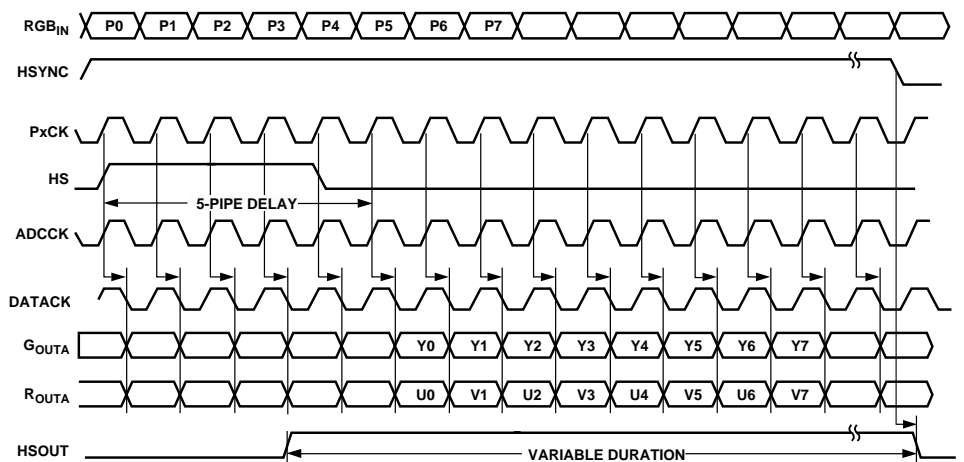 RGBIN P0 P1 P2 P3 P4 P5 P6 P7
HSYNC
PxCK
HS
5-PIPE DELAY
ADCCK
DATACK
GOUTA Y0 Y1 Y2 Y3 Y4 Y5 Y6 Y7
ROUTA U0 V1 U2 V3 U4 V5 U6 V7
HSOUT
VARIABLE DURATION